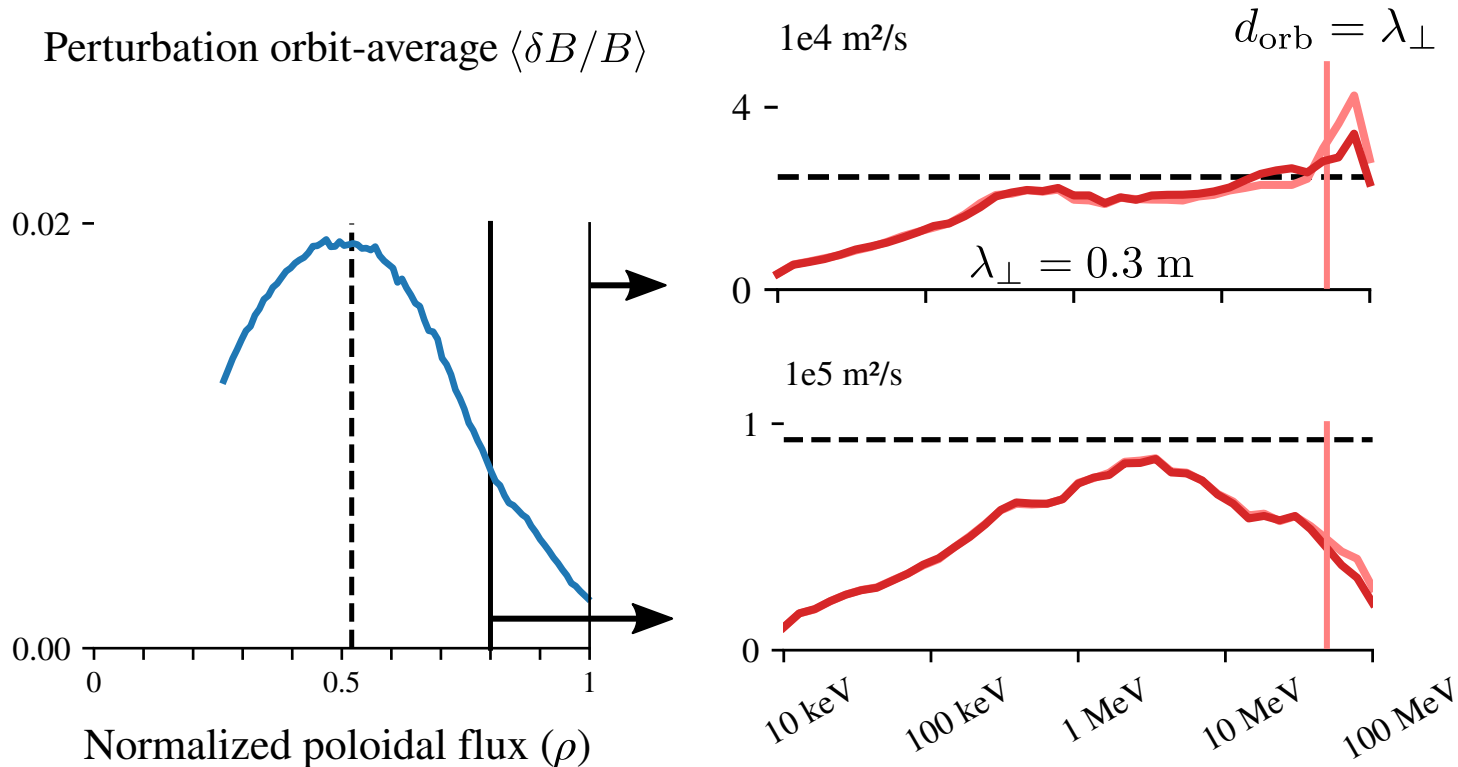 Perturbation orbit-average ⟨δB/B⟩
0.02
0.00
0
0.5
1
Normalized poloidal flux (ρ)
1e4 m²/s
d_orb = λ_⊥
4
0
λ_⊥ = 0.3 m
1e5 m²/s
1
0
10 keV
100 keV
1 MeV
10 MeV
100 MeV